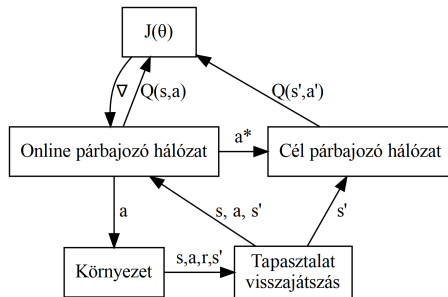 J(θ)
∇
Q(s,a)
Q(s',a')
Online párbajozó hálózat
a*
Cél párbajozó hálózat
a
s, a, s'
s'
Környezet
s,a,r,s'
Tapasztalat
visszajátszás